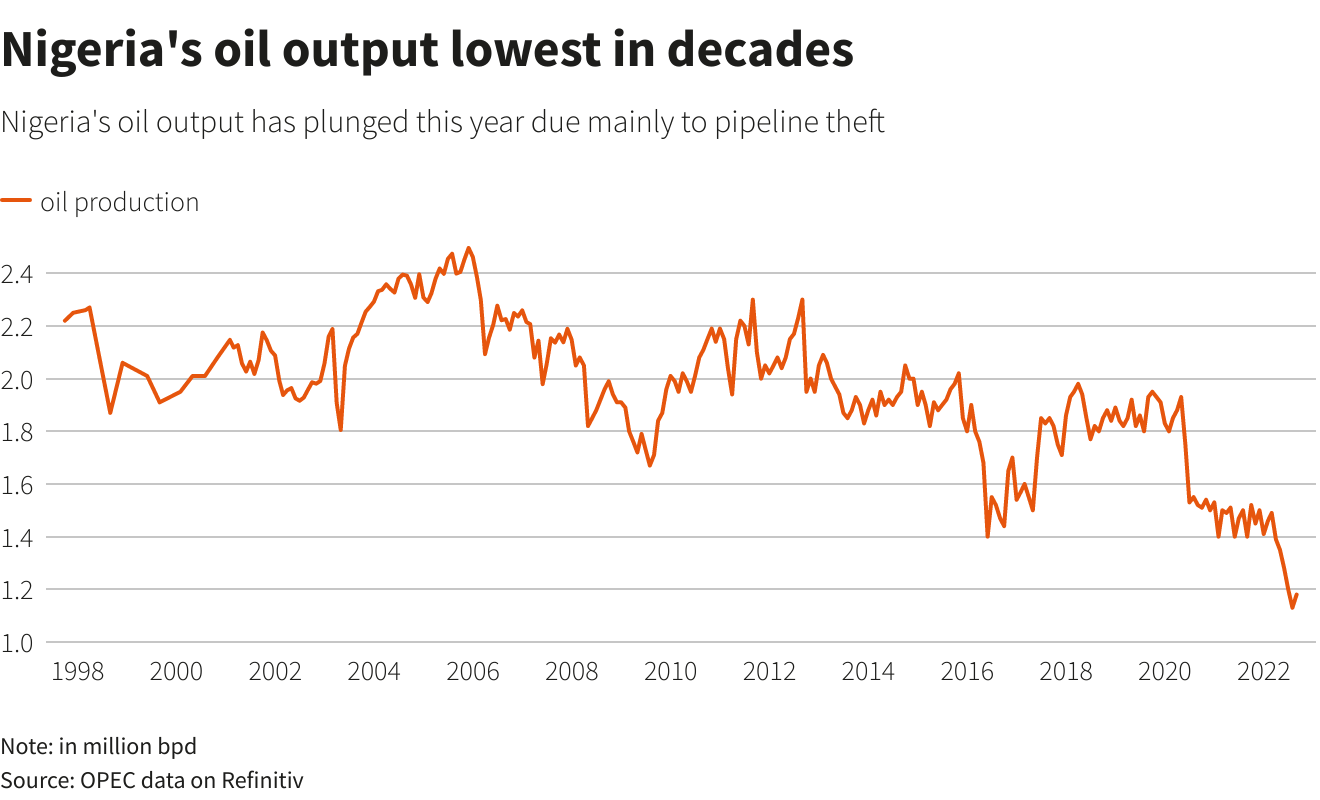 Nigeria's oil output lowest in decades
Nigeria's oil output has plunged this year due mainly to pipeline theft
oil production
2.4
2.2
2.0
1.8
1.6
1.4
1.2
1.0
1998 2000 2002 2004 2006 2008 2010 2012 2014 2016 2018 2020 2022
Note: in million bpd
Source: OPEC data on Refinitiv